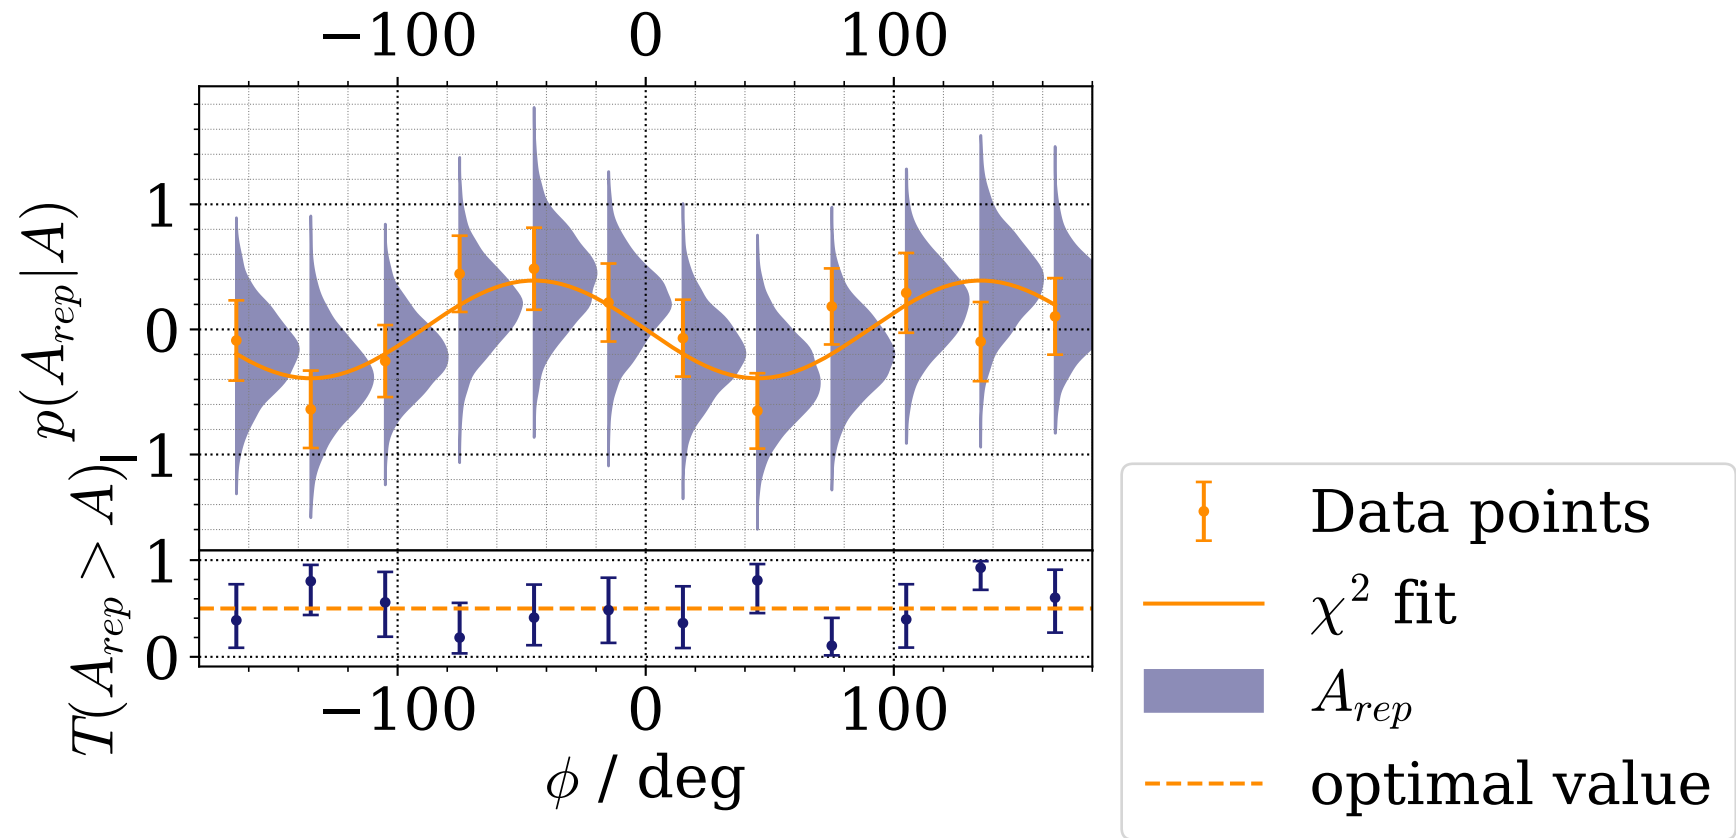 −100 0 100
p(A_rep|A)
1
0
−1
T(A_rep > A)
1
0
−100 0 100
ϕ / deg
Data points
χ² fit
A_rep
optimal value